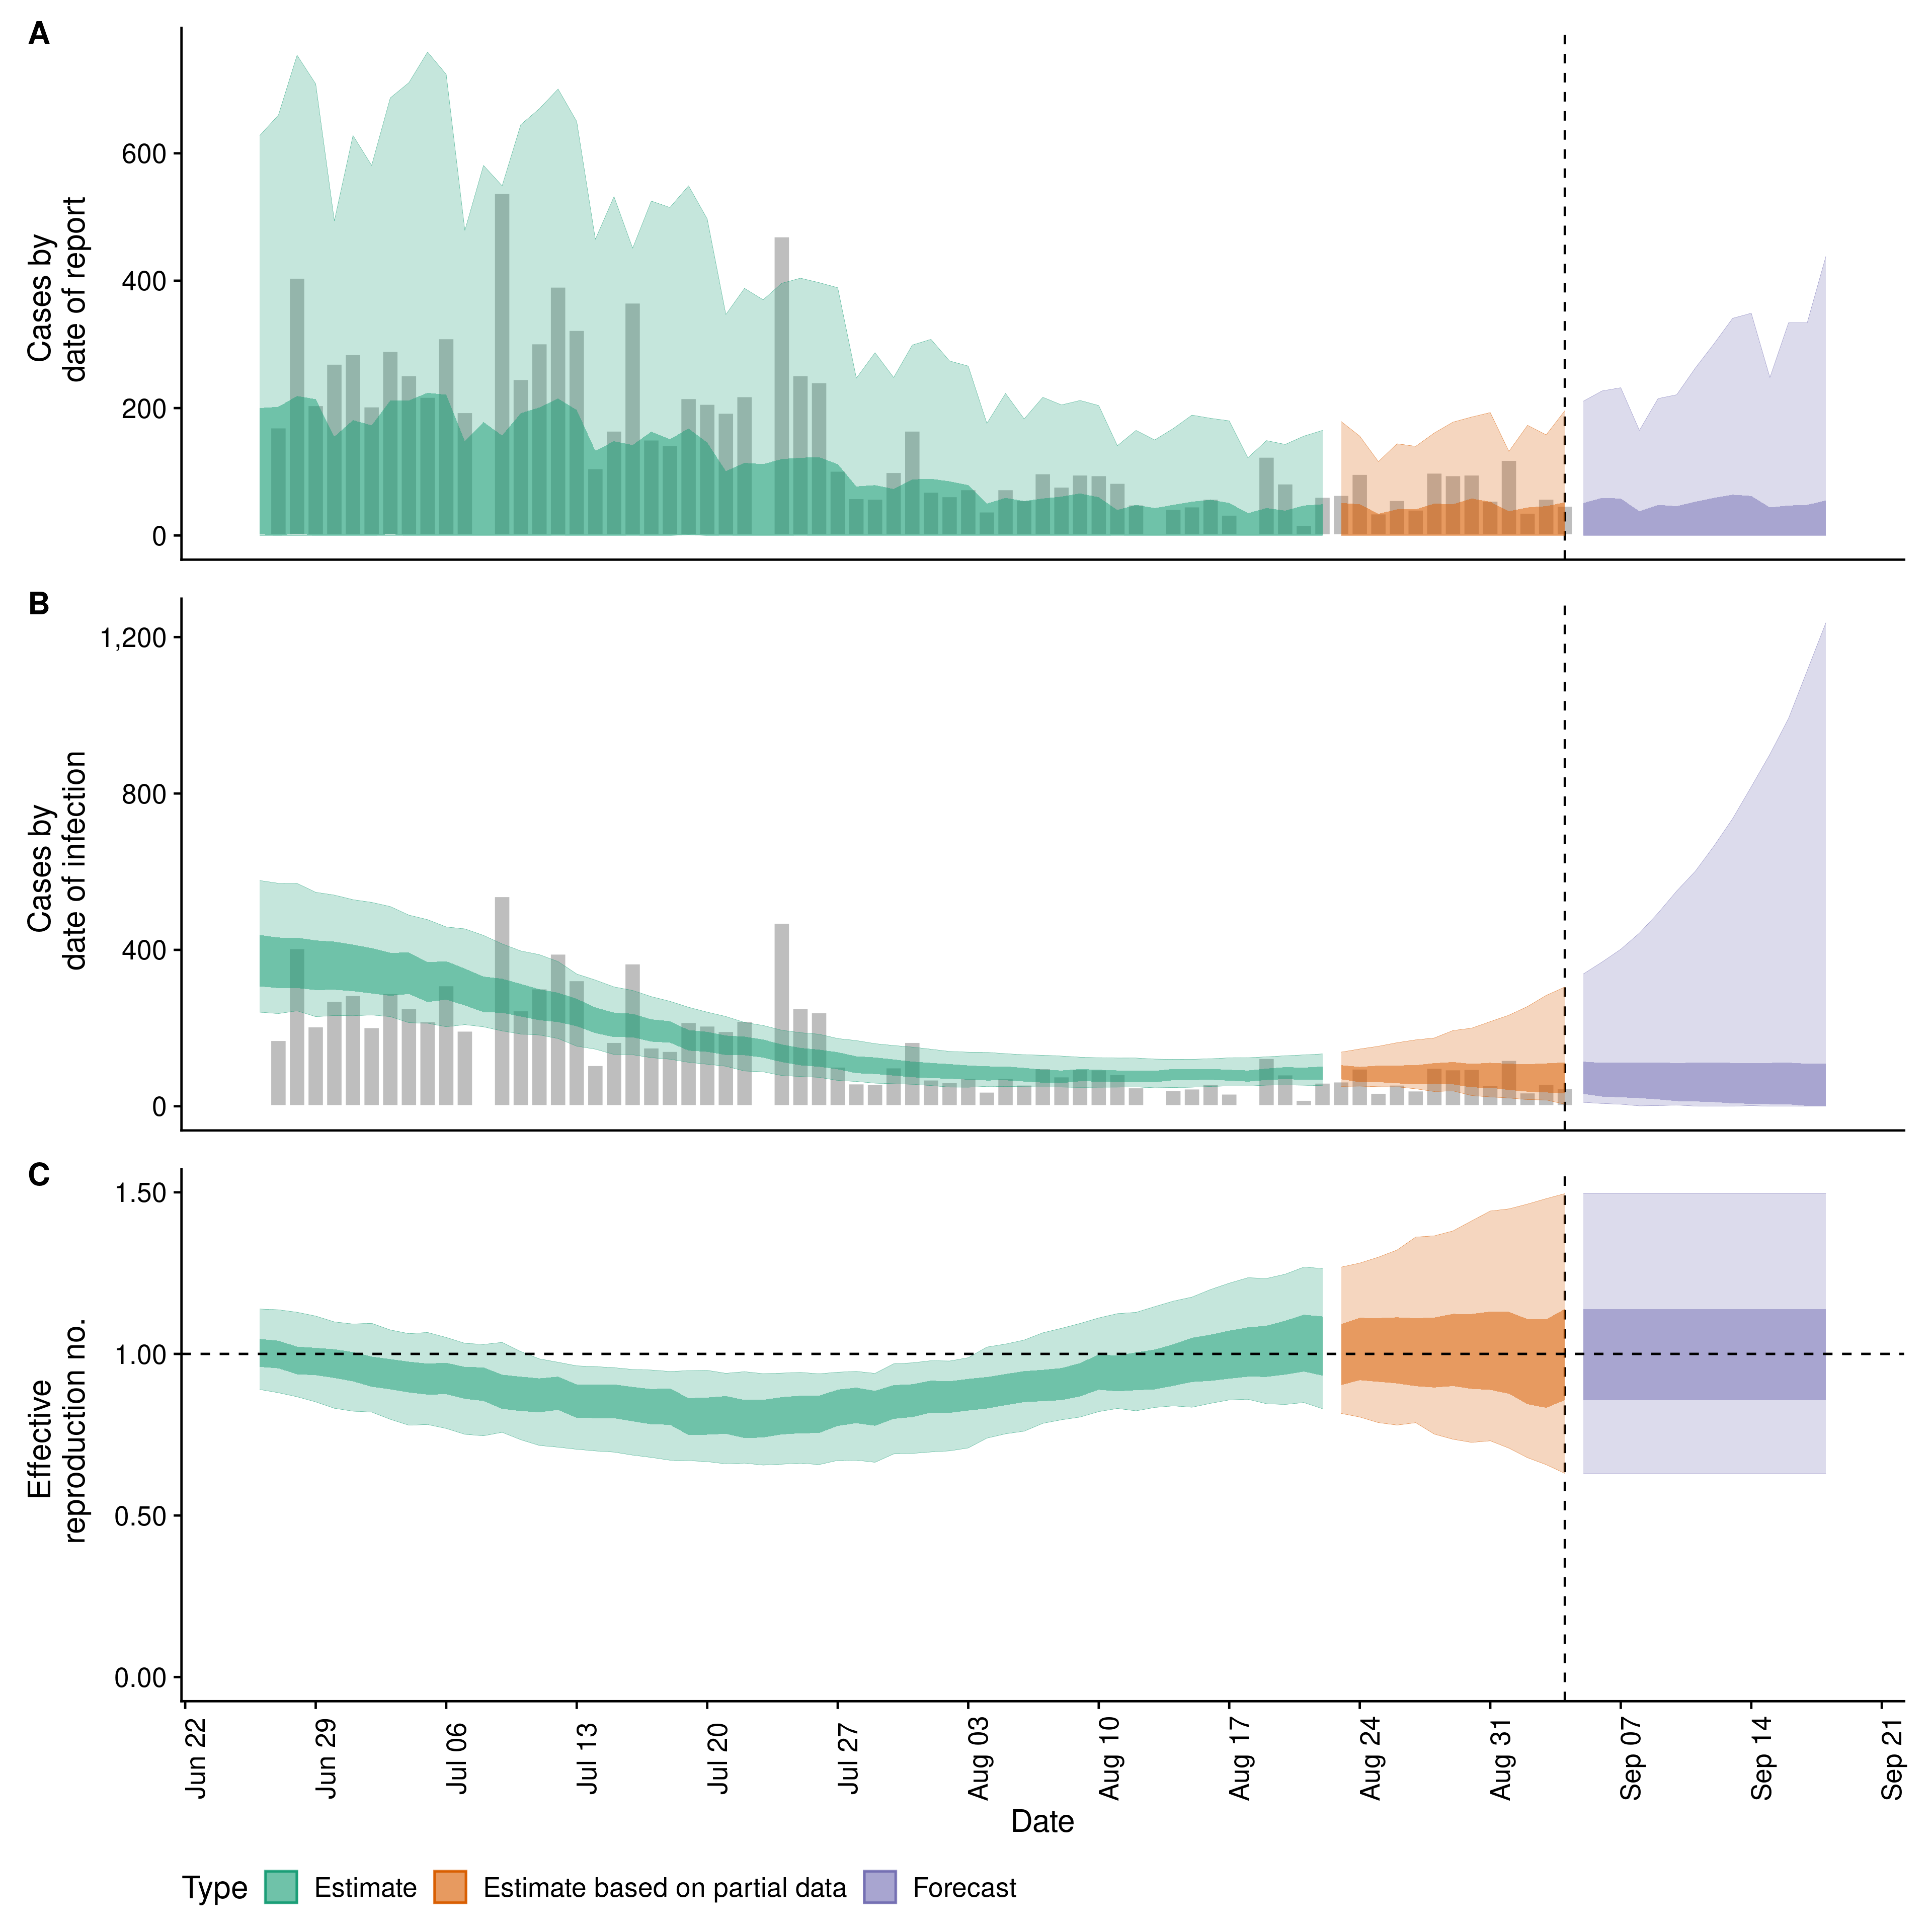 A
Cases by
date of report
600
400
200
0
B
Cases by
date of infection
1,200
800
400
0
C
Effective
reproduction no.
1.50
1.00
0.50
0.00
Jun 22
Jun 29
Jul 06
Jul 13
Jul 20
Jul 27
Aug 03
Aug 10
Aug 17
Aug 24
Aug 31
Sep 07
Sep 14
Sep 21
Date
Type Estimate Estimate based on partial data Forecast